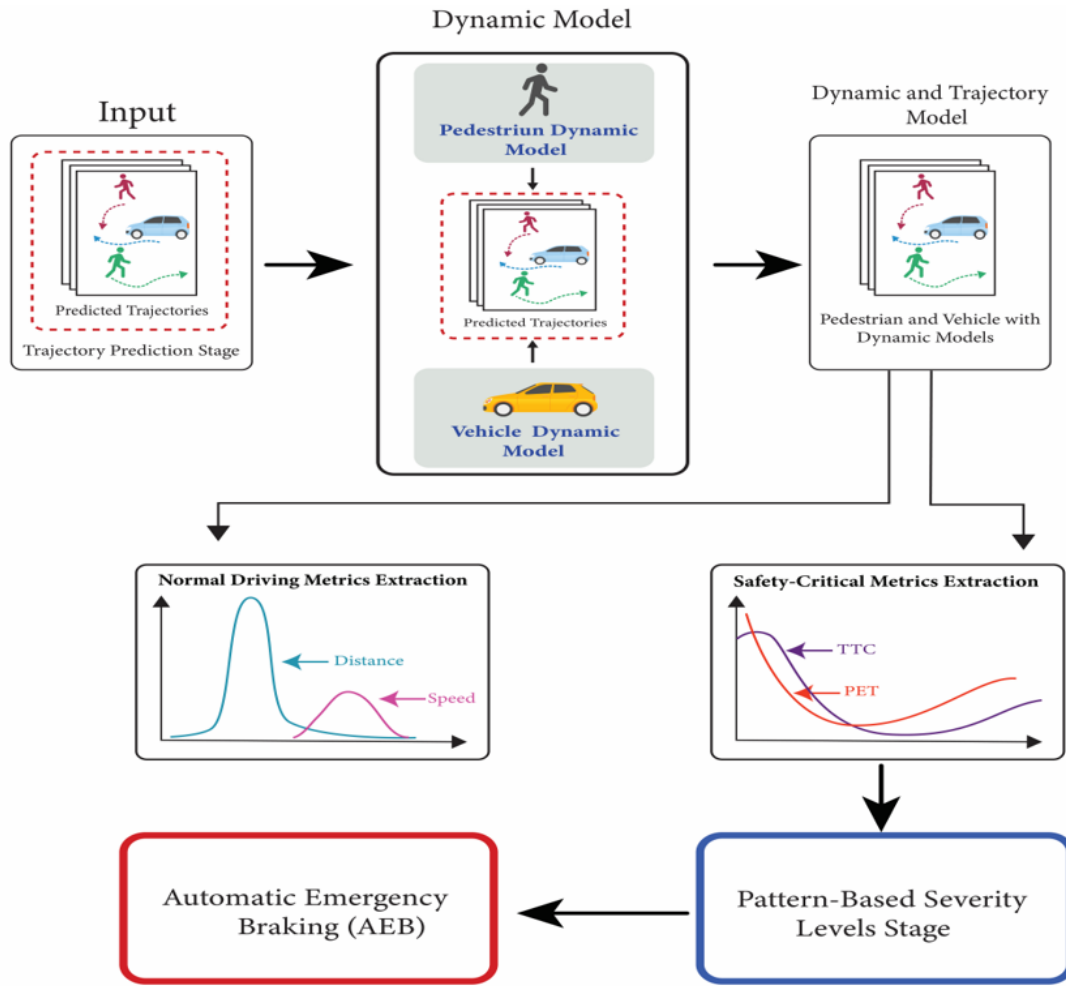 Dynamic Model
Input
Predicted Trajectories
Trajectory Prediction Stage
Pedestriun Dynamic
Model
Predicted Trajectories
Vehicle Dynamic
Model
Dynamic and Trajectory
Model
Pedestrian and Vehicle with
Dynamic Models
Normal Driving Metrics Extraction
Distance
Speed
Safety-Critical Metrics Extraction
TTC
PET
Automatic Emergency
Braking (AEB)
Pattern-Based Severity
Levels Stage